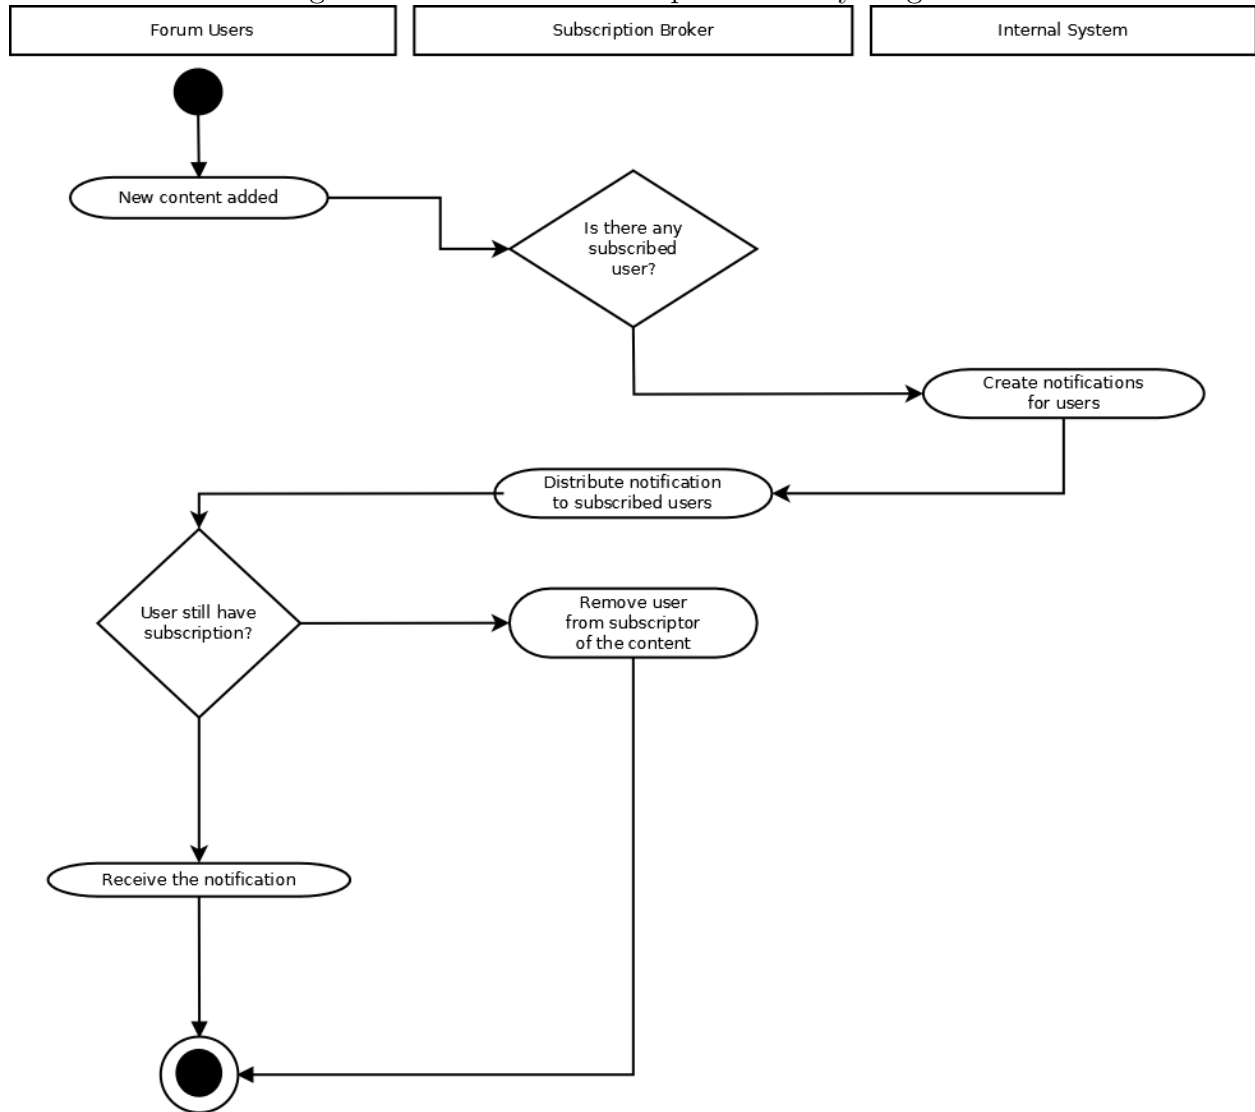 Forum Users
Subscription Broker
Internal System
New content added
Is there any
subscribed
user?
Create notifications
for users
Distribute notification
to subscribed users
User still have
subscription?
Remove user
from subscriptor
of the content
Receive the notification